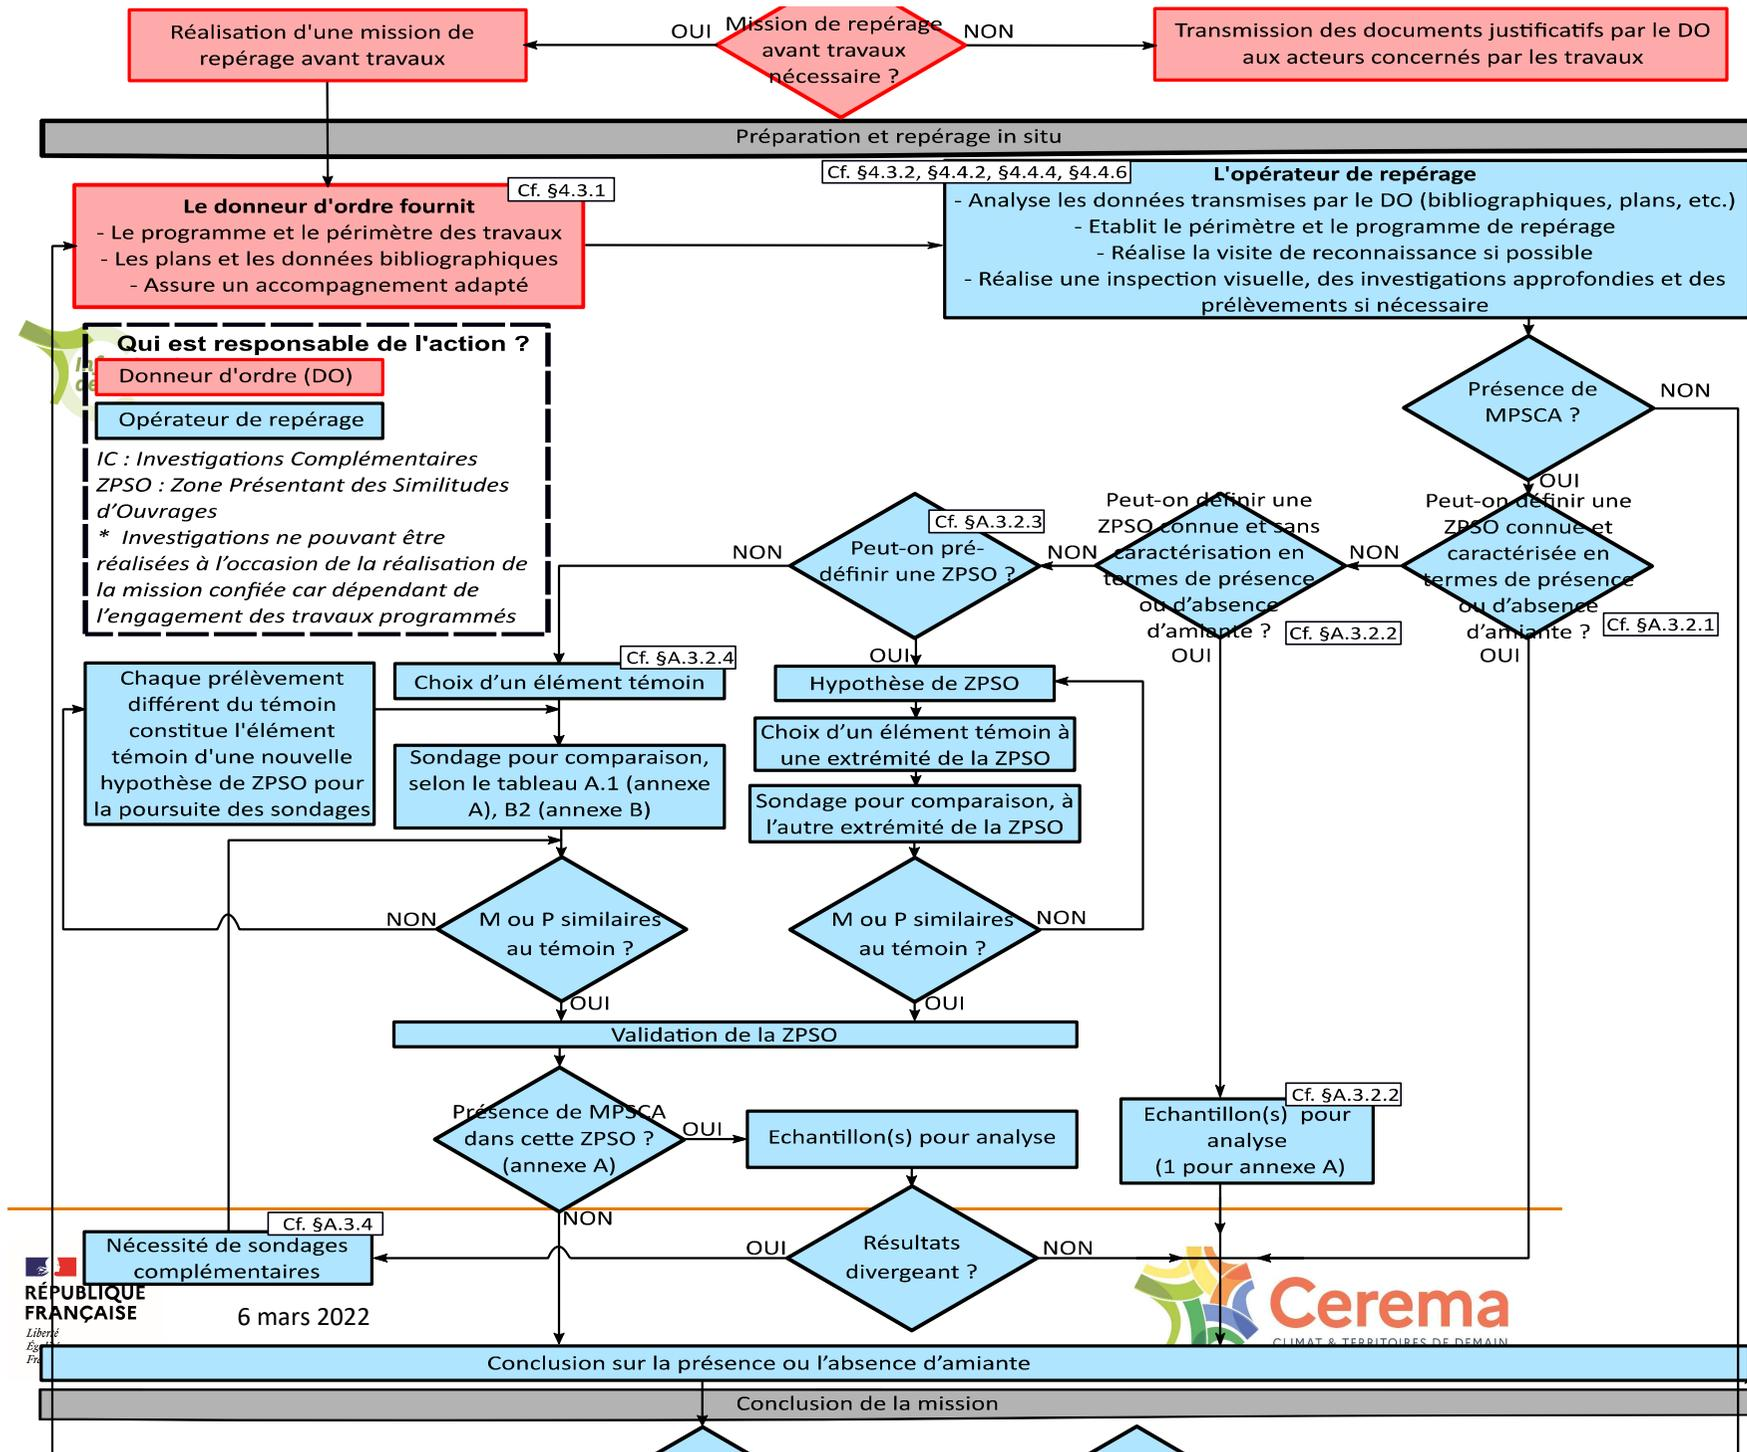 Réalisation d'une mission de
repérage avant travaux
OUI
Mission de repérage
avant travaux
nécessaire ?
NON
Transmission des documents justificatifs par le DO
aux acteurs concernés par les travaux
Préparation et repérage in situ
Cf. §4.3.1
Le donneur d'ordre fournit
- Le programme et le périmètre des travaux
- Les plans et les données bibliographiques
- Assure un accompagnement adapté
Cf. §4.3.2, §4.4.2, §4.4.4, §4.4.6
L'opérateur de repérage
- Analyse les données transmises par le DO (bibliographiques, plans, etc.)
- Etablit le périmètre et le programme de repérage
- Réalise la visite de reconnaissance si possible
- Réalise une inspection visuelle, des investigations approfondies et des
prélèvements si nécessaire
Qui est responsable de l'action ?
Donneur d'ordre (DO)
Opérateur de repérage
IC : Investigations Complémentaires
ZPSO : Zone Présentant des Similitudes
d’Ouvrages
* Investigations ne pouvant être
réalisées à l’occasion de la réalisation de
la mission confiée car dépendant de
l’engagement des travaux programmés
Présence de
MPSCA ?
NON
OUI
Peut-on définir une
ZPSO connue et
caractérisée en
termes de présence
ou d’absence
d’amiante ?
Cf. §A.3.2.1
OUI
NON
Peut-on définir une
ZPSO connue et sans
caractérisation en
termes de présence
ou d’absence
d’amiante ?
Cf. §A.3.2.2
OUI
NON
Cf. §A.3.2.3
Peut-on pré-
définir une ZPSO ?
NON
OUI
Cf. §A.3.2.4
Choix d’un élément témoin
Hypothèse de ZPSO
Chaque prélèvement
différent du témoin
constitue l'élément
témoin d'une nouvelle
hypothèse de ZPSO pour
la poursuite des sondages
Sondage pour comparaison,
selon le tableau A.1 (annexe
A), B2 (annexe B)
Choix d’un élément témoin à
une extrémité de la ZPSO
Sondage pour comparaison, à
l’autre extrémité de la ZPSO
NON
M ou P similaires
au témoin ?
OUI
M ou P similaires
au témoin ?
NON
OUI
Validation de la ZPSO
Présence de MPSCA
dans cette ZPSO ?
(annexe A)
OUI
Echantillon(s) pour analyse
Cf. §A.3.2.2
Echantillon(s) pour
analyse
(1 pour annexe A)
NON
Cf. §A.3.4
Nécessité de sondages
complémentaires
OUI
Résultats
divergeant ?
NON
RÉPUBLIQUE
FRANÇAISE
Liberté
6 mars 2022
Cerema
CLIMAT & TERRITOIRES DE DEMAIN
Conclusion sur la présence ou l’absence d’amiante
Conclusion de la mission